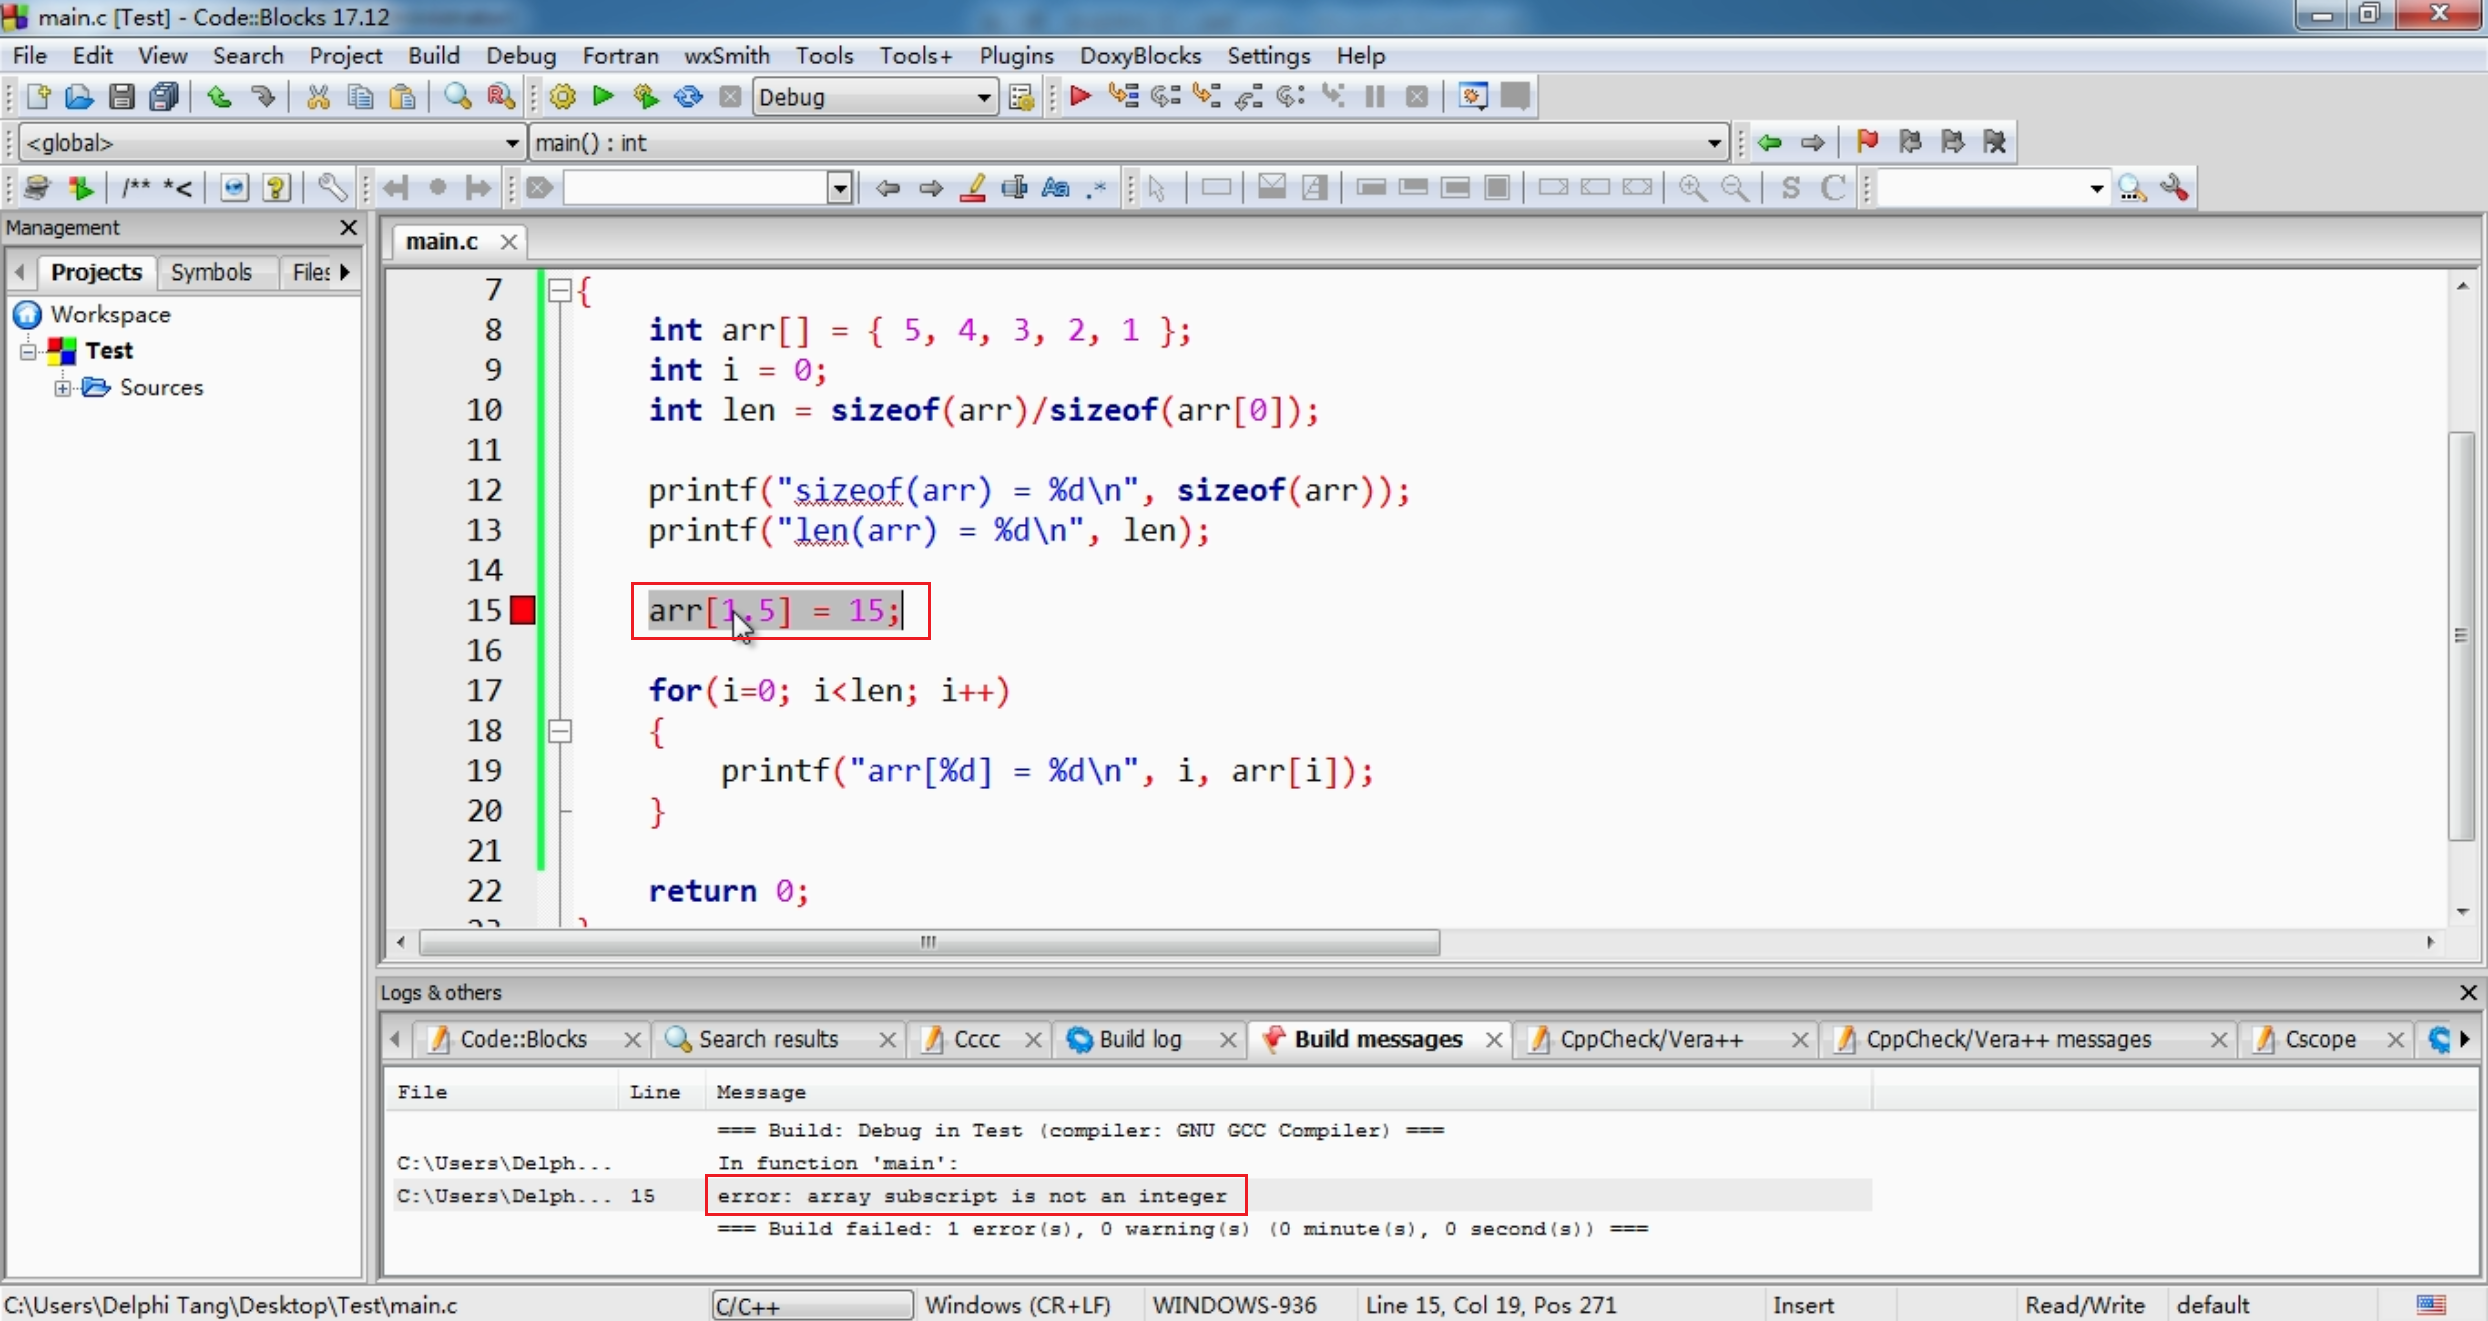 main.c [Test] - Code::Blocks 17.12
File Edit View Search Project Build Debug Fortran wxSmith Tools Tools+ Plugins DoxyBlocks Settings Help
Debug
<global> main() : int
/** *< S C
Management
main.c
Projects Symbols Files
Workspace
Test
Sources
7 {
8 int arr[] = { 5, 4, 3, 2, 1 };
9 int i = 0;
10 int len = sizeof(arr)/sizeof(arr[0]);
11
12 printf("sizeof(arr) = %d\n", sizeof(arr));
13 printf("len(arr) = %d\n", len);
14
15 arr[1.5] = 15;
16
17 for(i=0; i<len; i++)
18 {
19 printf("arr[%d] = %d\n", i, arr[i]);
20 }
21
22 return 0;
Logs & others
Code::Blocks Search results Cccc Build log Build messages CppCheck/Vera++ CppCheck/Vera++ messages Cscope
File Line Message
=== Build: Debug in Test (compiler: GNU GCC Compiler) ===
C:\Users\Delph... In function 'main':
C:\Users\Delph... 15 error: array subscript is not an integer
=== Build failed: 1 error(s), 0 warning(s) (0 minute(s), 0 second(s)) ===
C:\Users\Delphi Tang\Desktop\Test\main.c C/C++ Windows (CR+LF) WINDOWS-936 Line 15, Col 19, Pos 271 Insert Read/Write default